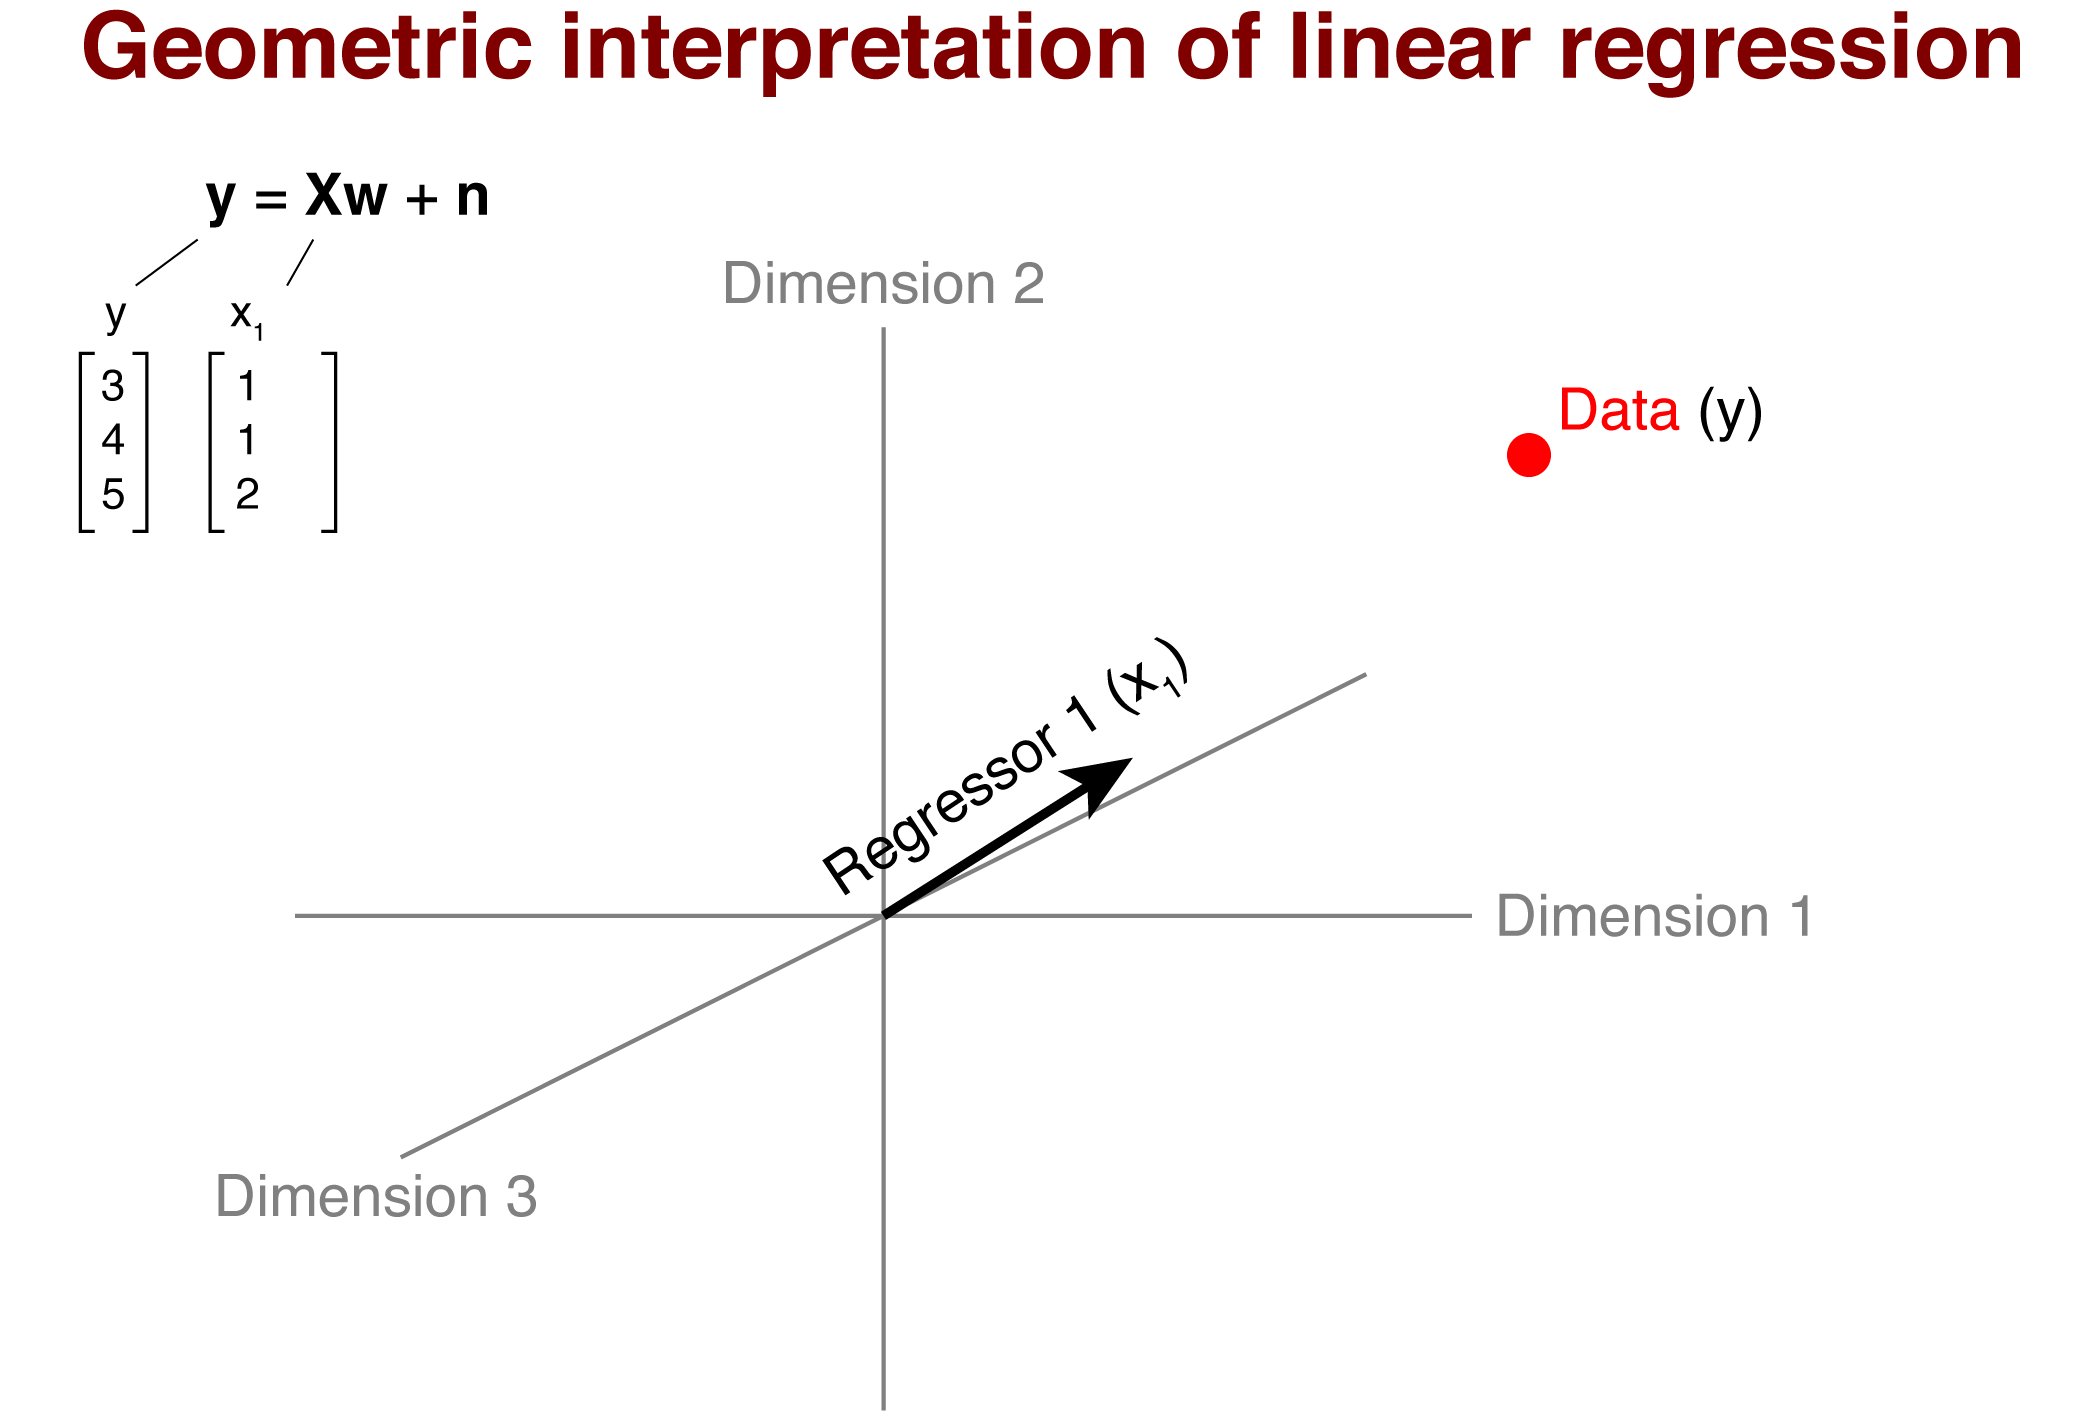 Geometric interpretation of linear regression
y = Xw + n
y x₁
3 1
4 1
5 2
Dimension 2
Data (y)
Regressor 1 (x₁)
Dimension 1
Dimension 3